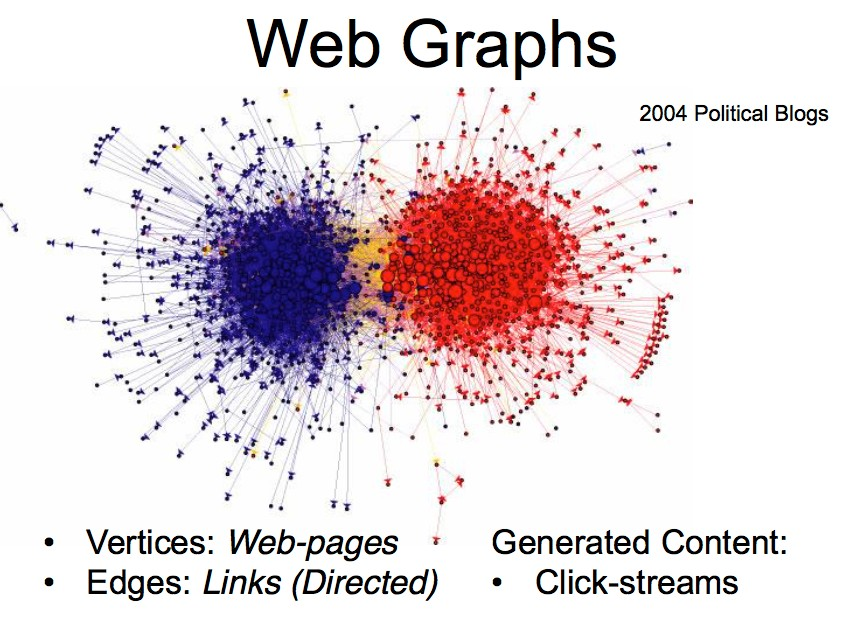 Web Graphs
2004 Political Blogs
• Vertices: Web-pages
• Edges: Links (Directed)
Generated Content:
• Click-streams